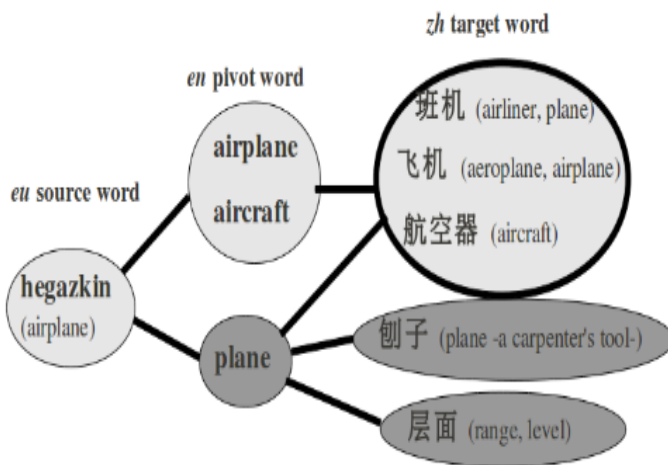 zh target word
en pivot word
eu source word
hegazkin
(airplane)
airplane
aircraft
plane
班机 (airliner, plane)
飞机 (aeroplane, airplane)
航空器 (aircraft)
刨子 (plane -a carpenter's tool-)
层面 (range, level)